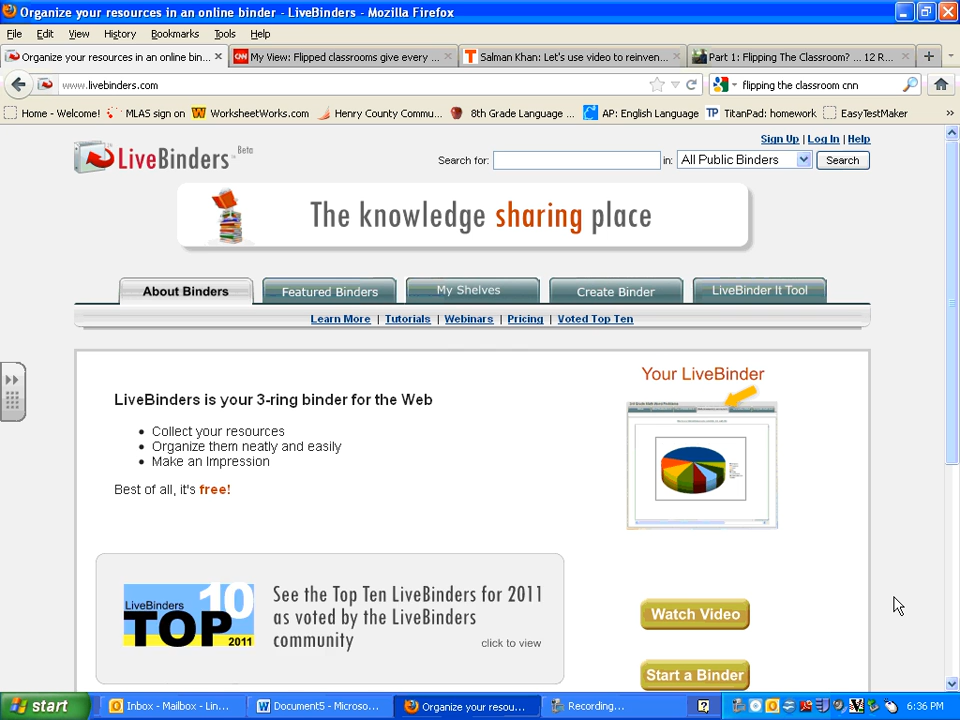 Organize your resources in an online binder - LiveBinders - Mozilla Firefox
File Edit View History Bookmarks Tools Help
Organize your resources in an online bin... My View: Flipped classrooms give every ... Salman Khan: Let's use video to reinven... Part 1: Flipping The Classroom? ... 12 R...
www.livebinders.com flipping the classroom cnn
Home - Welcome! MLAS sign on WorksheetWorks.com Henry County Commu... 8th Grade Language ... AP: English Language TitanPad: homework EasyTestMaker
Sign Up | Log In | Help
LiveBinders Beta
Search for: in: All Public Binders Search
The knowledge sharing place
About Binders Featured Binders My Shelves Create Binder LiveBinder It Tool
Learn More | Tutorials | Webinars | Pricing | Voted Top Ten
Your LiveBinder
LiveBinders is your 3-ring binder for the Web
• Collect your resources
• Organize them neatly and easily
• Make an Impression
Best of all, it's free!
LiveBinders 10 TOP 2011
See the Top Ten LiveBinders for 2011
as voted by the LiveBinders
community click to view
Watch Video
Start a Binder
start Inbox - Mailbox - Lin... Document5 - Microso... Organize your resou... Recording... 6:36 PM